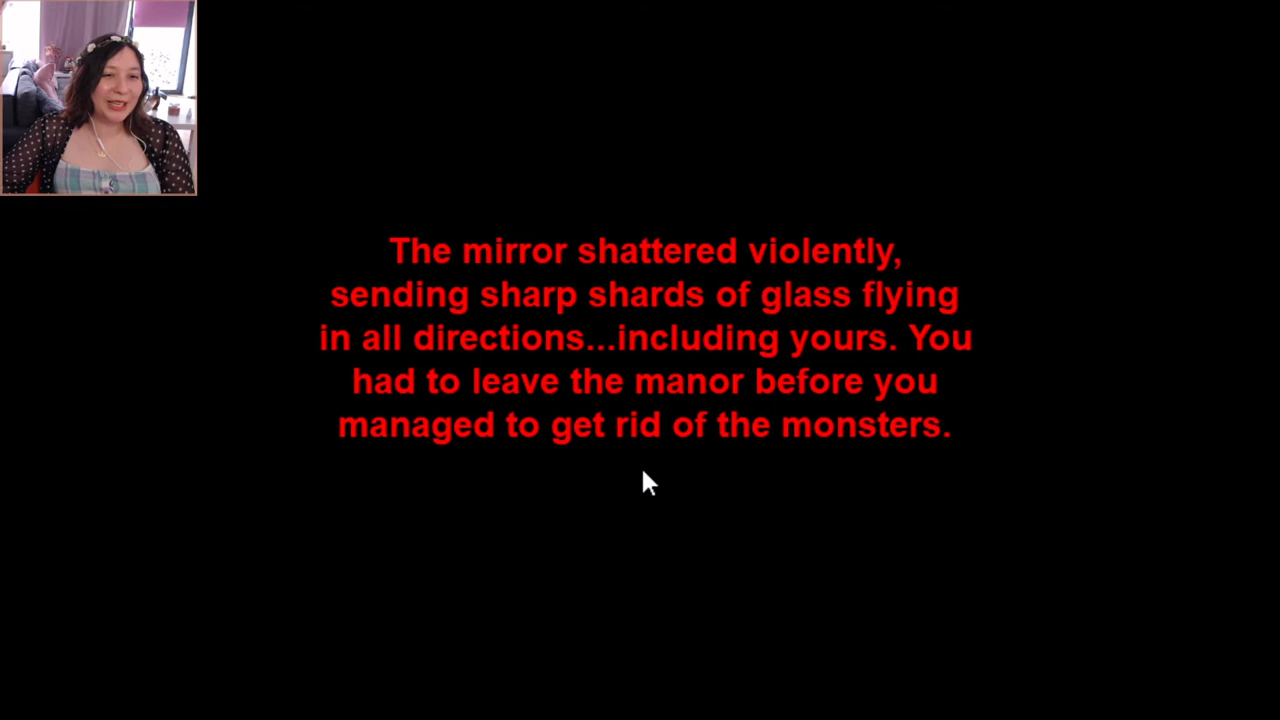 The mirror shattered violently,
sending sharp shards of glass flying
in all directions...including yours. You
had to leave the manor before you
managed to get rid of the monsters.